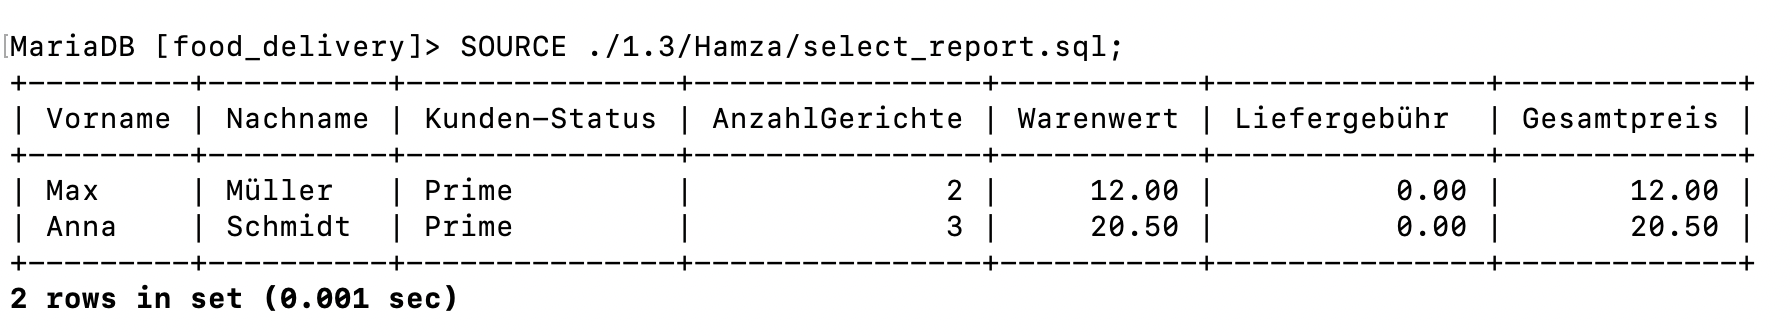 MariaDB [food_delivery]> SOURCE ./1.3/Hamza/select_report.sql;
+---------+----------+---------------+----------------+-----------+---------------+-------------+
| Vorname | Nachname | Kunden-Status | AnzahlGerichte | Warenwert | Liefergebühr  | Gesamtpreis |
+---------+----------+---------------+----------------+-----------+---------------+-------------+
| Max     | Müller   | Prime         |              2 |     12.00 |          0.00 |       12.00 |
| Anna    | Schmidt  | Prime         |              3 |     20.50 |          0.00 |       20.50 |
+---------+----------+---------------+----------------+-----------+---------------+-------------+
2 rows in set (0.001 sec)